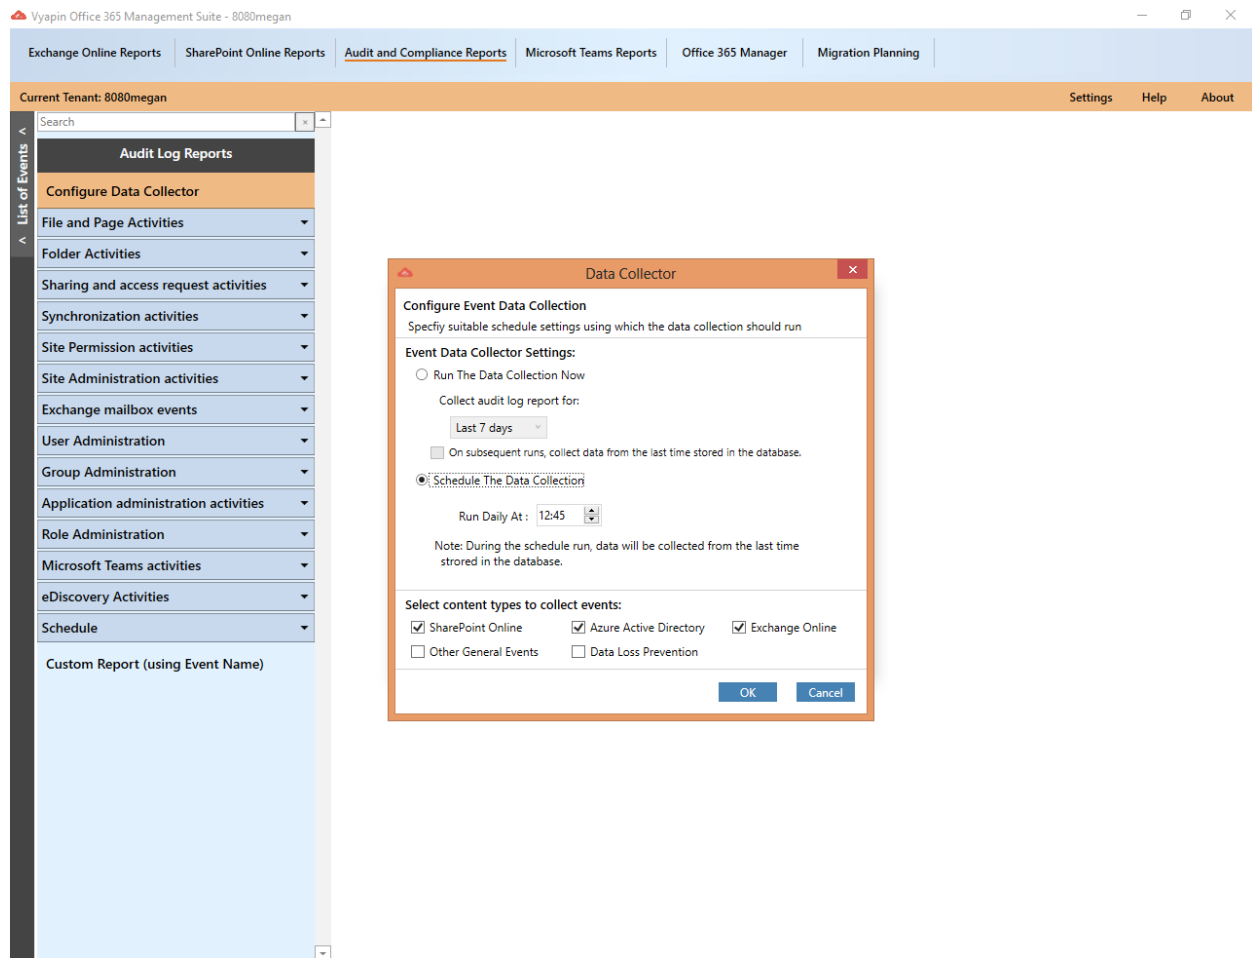 Vyapin Office 365 Management Suite - 8080megan
Exchange Online Reports
SharePoint Online Reports
Audit and Compliance Reports
Microsoft Teams Reports
Office 365 Manager
Migration Planning
Current Tenant: 8080megan
Settings
Help
About
< List of Events <
Search
Audit Log Reports
Configure Data Collector
File and Page Activities
Folder Activities
Sharing and access request activities
Synchronization activities
Site Permission activities
Site Administration activities
Exchange mailbox events
User Administration
Group Administration
Application administration activities
Role Administration
Microsoft Teams activities
eDiscovery Activities
Schedule
Custom Report (using Event Name)
Data Collector
Configure Event Data Collection
Specfiy suitable schedule settings using which the data collection should run
Event Data Collector Settings:
Run The Data Collection Now
Collect audit log report for:
Last 7 days
On subsequent runs, collect data from the last time stored in the database.
Schedule The Data Collection
Run Daily At : 12:45
Note: During the schedule run, data will be collected from the last time
strored in the database.
Select content types to collect events:
SharePoint Online
Azure Active Directory
Exchange Online
Other General Events
Data Loss Prevention
OK
Cancel